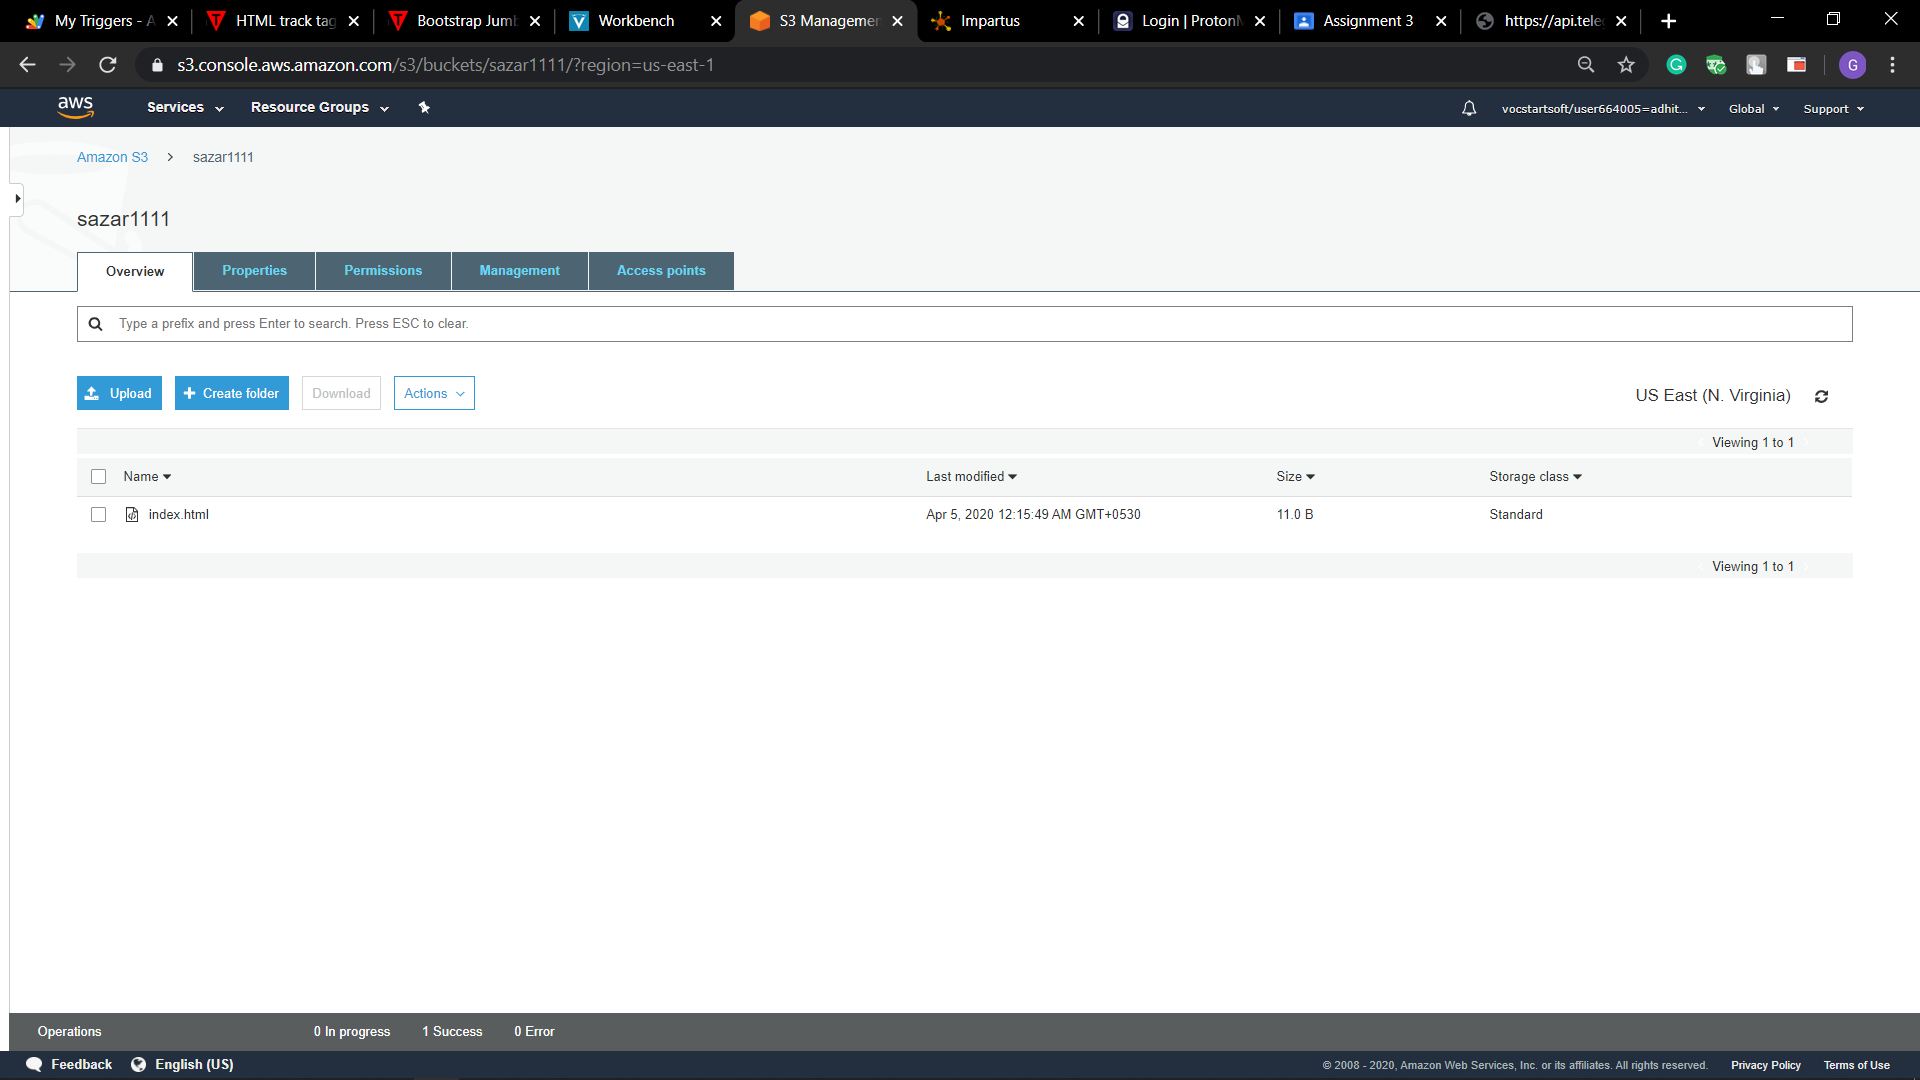 My Triggers - A
HTML track tag
Bootstrap Jumb
Workbench
S3 Managemen
Impartus
Login | ProtonM
Assignment 3
https://api.teleg
s3.console.aws.amazon.com/s3/buckets/sazar1111/?region=us-east-1
G
aws
Services
Resource Groups
vocstartsoft/user664005=adhit...
Global
Support
Amazon S3
sazar1111
sazar1111
Overview
Properties
Permissions
Management
Access points
Type a prefix and press Enter to search. Press ESC to clear.
Upload
Create folder
Download
Actions
US East (N. Virginia)
Viewing 1 to 1
Name
Last modified
Size
Storage class
index.html
Apr 5, 2020 12:15:49 AM GMT+0530
11.0 B
Standard
Viewing 1 to 1
Operations
0 In progress
1 Success
0 Error
Feedback
English (US)
© 2008 - 2020, Amazon Web Services, Inc. or its affiliates. All rights reserved.
Privacy Policy
Terms of Use